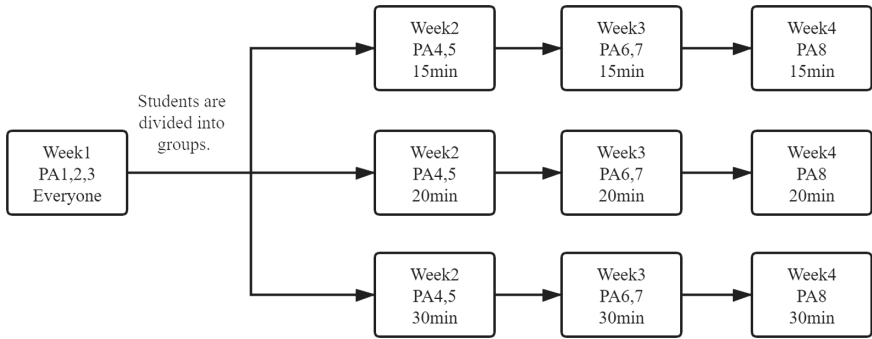 Week1
PA1,2,3
Everyone
Students are
divided into
groups.
Week2
PA4,5
15min
Week3
PA6,7
15min
Week4
PA8
15min
Week2
PA4,5
20min
Week3
PA6,7
20min
Week4
PA8
20min
Week2
PA4,5
30min
Week3
PA6,7
30min
Week4
PA8
30min